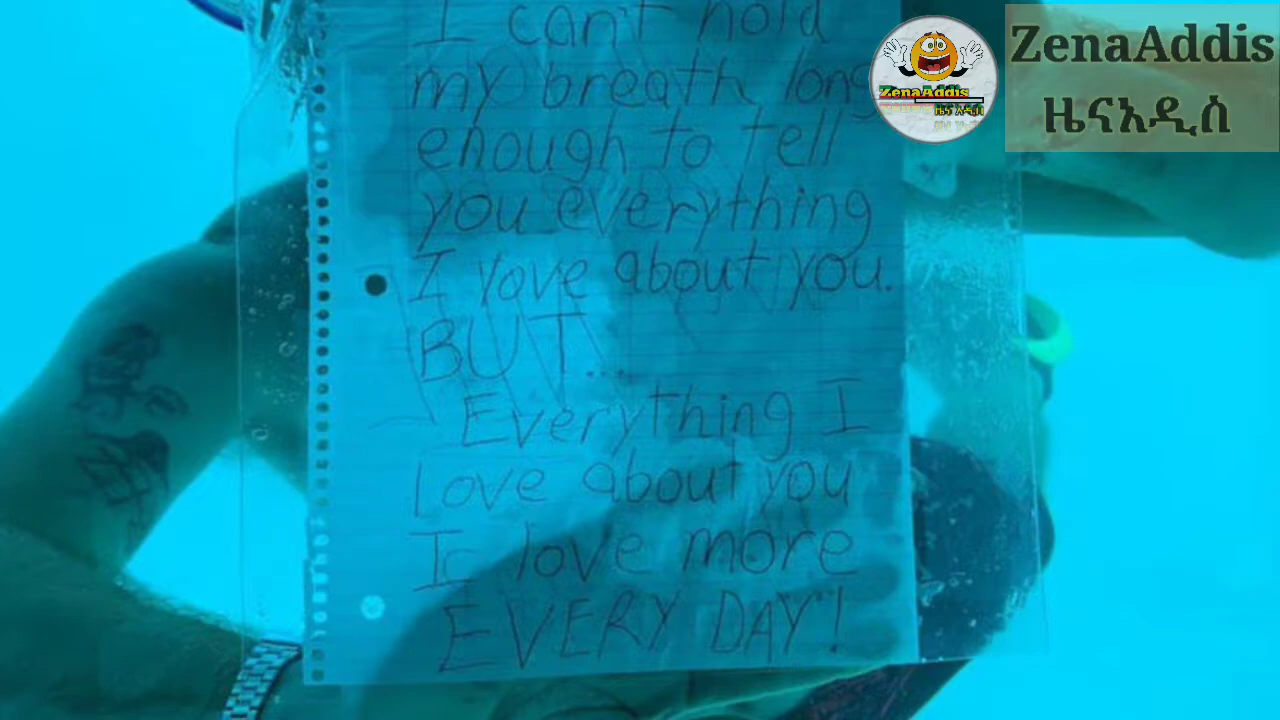 I can't hold
my breath long
enough to tell
you everything
I love about you.
BUT...
Everything I
Love about you
I love more
EVERY DAY!
ZenaAddis
ZenaAddis
ዜናአዲስ